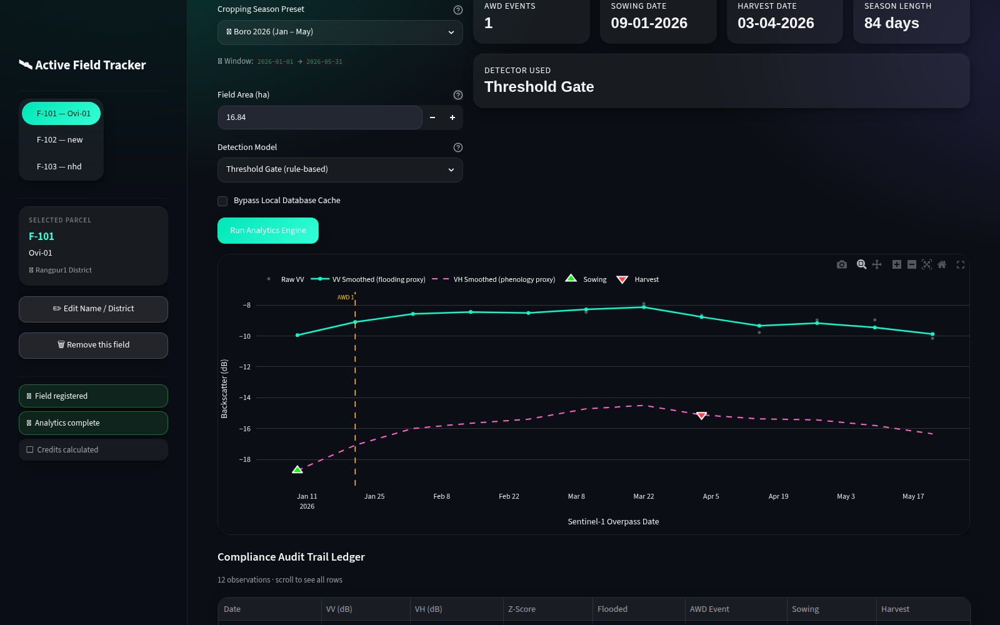 Active Field Tracker
F-101 — Ovi-01
F-102 — new
F-103 — nhd
SELECTED PARCEL
F-101
Ovi-01
Rangpur1 District
✏ Edit Name / District
🗑 Remove this field
Field registered
Analytics complete
☐ Credits calculated
Cropping Season Preset
Boro 2026 (Jan – May)
Window: 2026-01-01 → 2026-05-31
Field Area (ha)
16.84
Detection Model
Threshold Gate (rule-based)
Bypass Local Database Cache
Run Analytics Engine
AWD EVENTS
1
SOWING DATE
09-01-2026
HARVEST DATE
03-04-2026
SEASON LENGTH
84 days
DETECTOR USED
Threshold Gate
Raw VV
VV Smoothed (flooding proxy)
VH Smoothed (phenology proxy)
Sowing
Harvest
AWD 1
−8
−10
−12
−14
−16
−18
Backscatter (dB)
Jan 11
2026
Jan 25
Feb 8
Feb 22
Mar 8
Mar 22
Apr 5
Apr 19
May 3
May 17
Sentinel-1 Overpass Date
Compliance Audit Trail Ledger
12 observations · scroll to see all rows
Date
VV (dB)
VH (dB)
Z-Score
Flooded
AWD Event
Sowing
Harvest